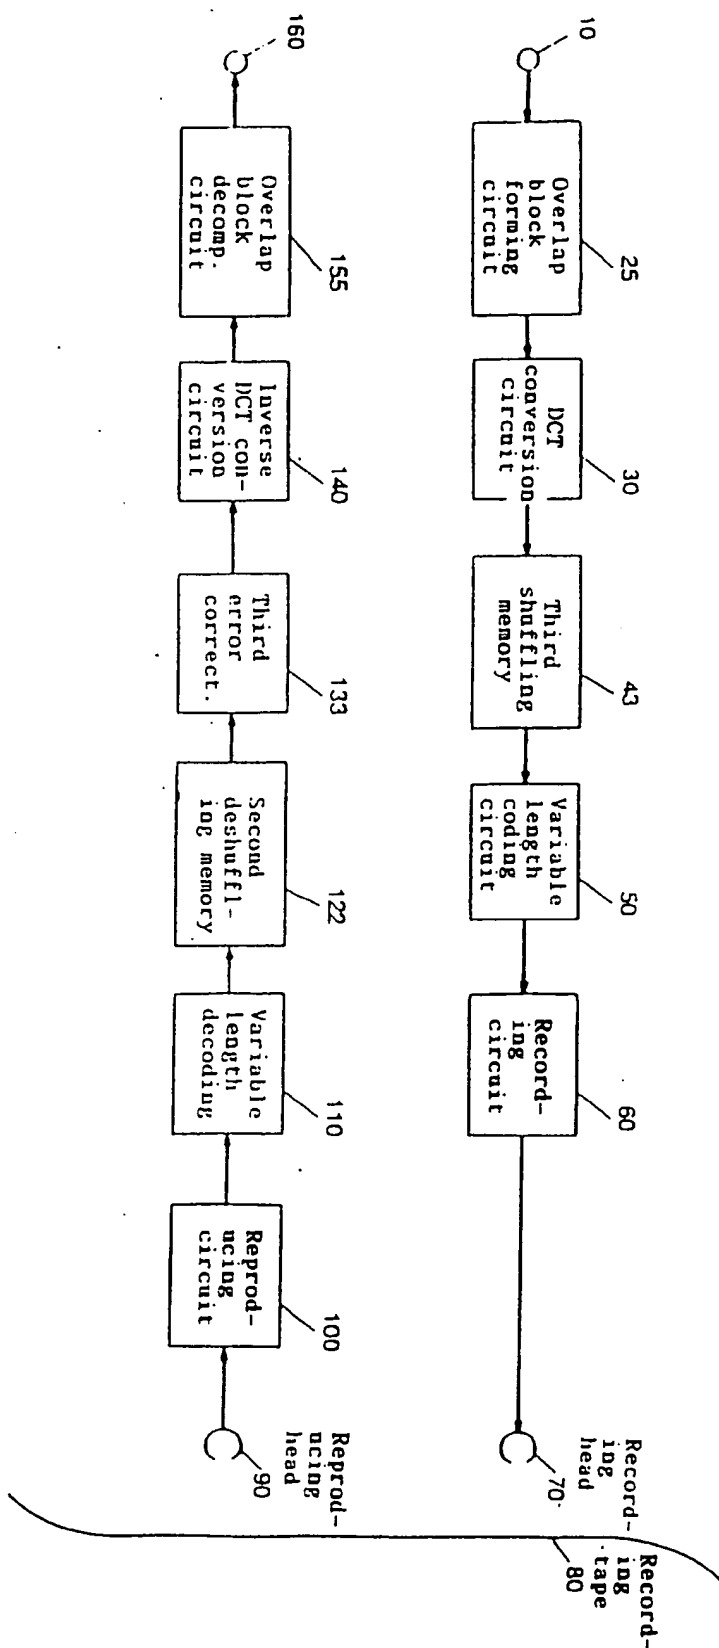 10
Overlap
block
forming
circuit
25
DCT
conversion
circuit
30
Third
shuffling
memory
43
Variable
length
coding
circuit
50
Record-
ing
circuit
60
Record-
ing
head
70
Record-
ing
tape
80
160
Overlap
block
decomp.
circuit
155
Inverse
DCT con-
version
circuit
140
Third
error
correct.
133
Second
deshuffl-
ing memory
122
Variable
length
decoding
110
Reprod-
ucing
circuit
100
Reprod-
ucing
head
90